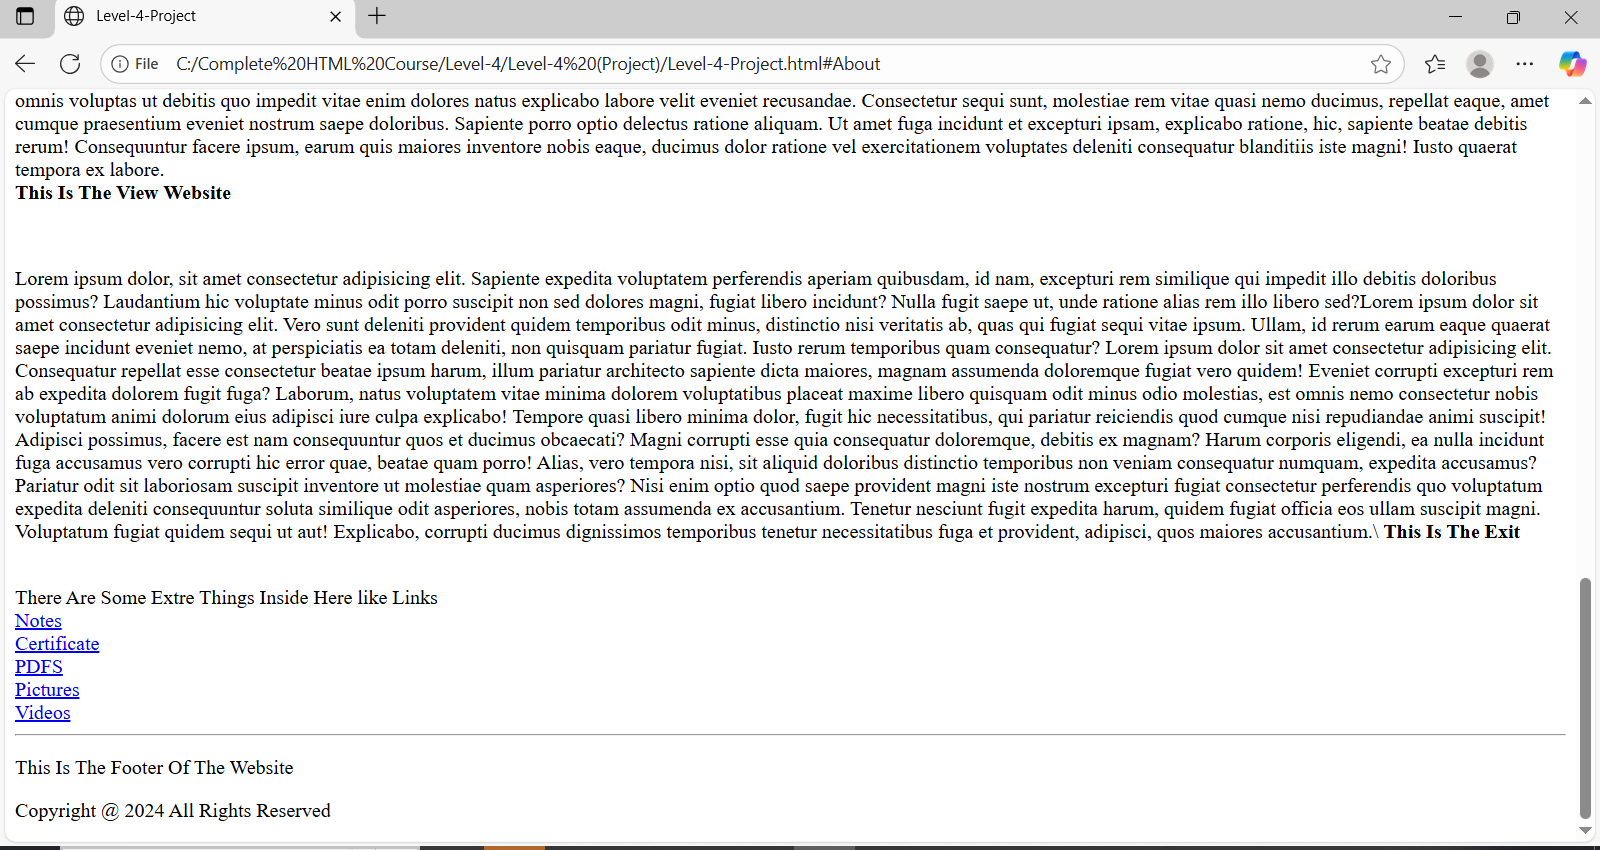 Level-4-Project
File C:/Complete%20HTML%20Course/Level-4/Level-4%20(Project)/Level-4-Project.html#About
omnis voluptas ut debitis quo impedit vitae enim dolores natus explicabo labore velit eveniet recusandae. Consectetur sequi sunt, molestiae rem vitae quasi nemo ducimus, repellat eaque, amet
cumque praesentium eveniet nostrum saepe doloribus. Sapiente porro optio delectus ratione aliquam. Ut amet fuga incidunt et excepturi ipsam, explicabo ratione, hic, sapiente beatae debitis
rerum! Consequuntur facere ipsum, earum quis maiores inventore nobis eaque, ducimus dolor ratione vel exercitationem voluptates deleniti consequatur blanditiis iste magni! Iusto quaerat
tempora ex labore.
This Is The View Website
Lorem ipsum dolor, sit amet consectetur adipisicing elit. Sapiente expedita voluptatem perferendis aperiam quibusdam, id nam, excepturi rem similique qui impedit illo debitis doloribus
possimus? Laudantium hic voluptate minus odit porro suscipit non sed dolores magni, fugiat libero incidunt? Nulla fugit saepe ut, unde ratione alias rem illo libero sed?Lorem ipsum dolor sit
amet consectetur adipisicing elit. Vero sunt deleniti provident quidem temporibus odit minus, distinctio nisi veritatis ab, quas qui fugiat sequi vitae ipsum. Ullam, id rerum earum eaque quaerat
saepe incidunt eveniet nemo, at perspiciatis ea totam deleniti, non quisquam pariatur fugiat. Iusto rerum temporibus quam consequatur? Lorem ipsum dolor sit amet consectetur adipisicing elit.
Consequatur repellat esse consectetur beatae ipsum harum, illum pariatur architecto sapiente dicta maiores, magnam assumenda doloremque fugiat vero quidem! Eveniet corrupti excepturi rem
ab expedita dolorem fugit fuga? Laborum, natus voluptatem vitae minima dolorem voluptatibus placeat maxime libero quisquam odit minus odio molestias, est omnis nemo consectetur nobis
voluptatum animi dolorum eius adipisci iure culpa explicabo! Tempore quasi libero minima dolor, fugit hic necessitatibus, qui pariatur reiciendis quod cumque nisi repudiandae animi suscipit!
Adipisci possimus, facere est nam consequuntur quos et ducimus obcaecati? Magni corrupti esse quia consequatur doloremque, debitis ex magnam? Harum corporis eligendi, ea nulla incidunt
fuga accusamus vero corrupti hic error quae, beatae quam porro! Alias, vero tempora nisi, sit aliquid doloribus distinctio temporibus non veniam consequatur numquam, expedita accusamus?
Pariatur odit sit laboriosam suscipit inventore ut molestiae quam asperiores? Nisi enim optio quod saepe provident magni iste nostrum excepturi fugiat consectetur perferendis quo voluptatum
expedita deleniti consequuntur soluta similique odit asperiores, nobis totam assumenda ex accusantium. Tenetur nesciunt fugit expedita harum, quidem fugiat officia eos ullam suscipit magni.
Voluptatum fugiat quidem sequi ut aut! Explicabo, corrupti ducimus dignissimos temporibus tenetur necessitatibus fuga et provident, adipisci, quos maiores accusantium.\ This Is The Exit
There Are Some Extre Things Inside Here like Links
Notes
Certificate
PDFS
Pictures
Videos
This Is The Footer Of The Website
Copyright @ 2024 All Rights Reserved